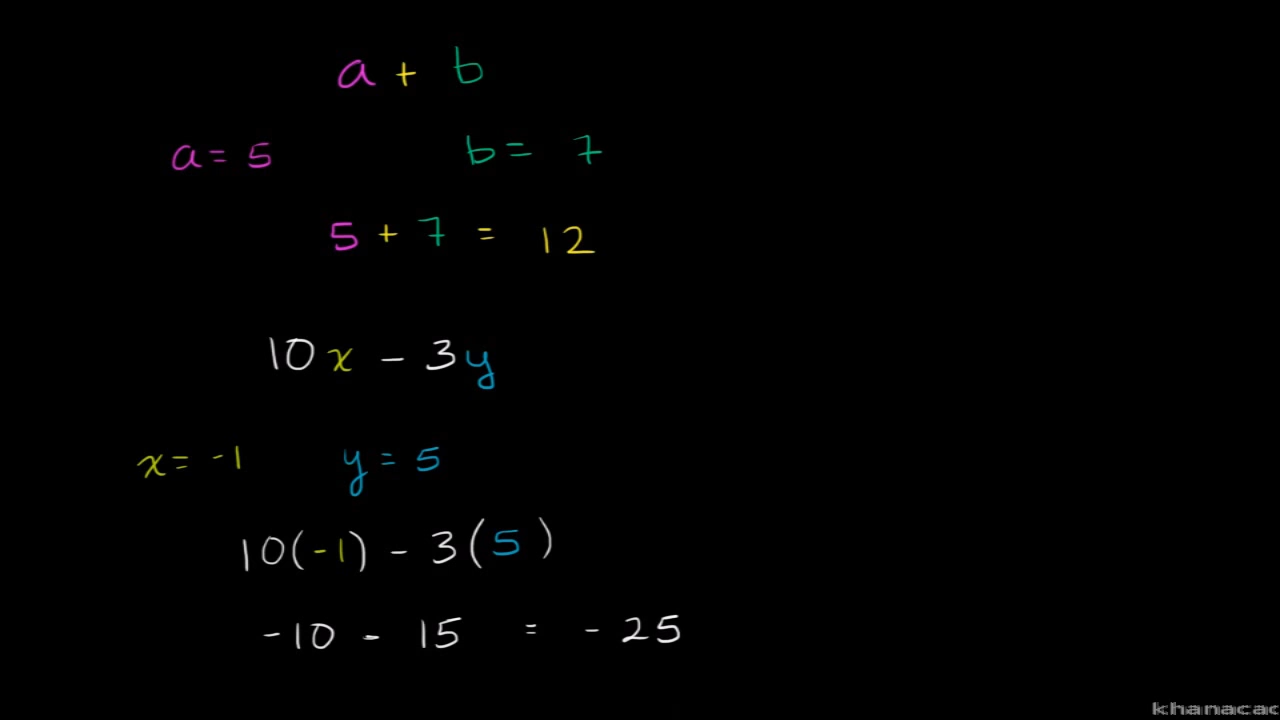 a + b
a = 5 b = 7
5 + 7 = 12
10x - 3y
x = -1 y = 5
10(-1) - 3(5)
-10 - 15 = -25
khanacac